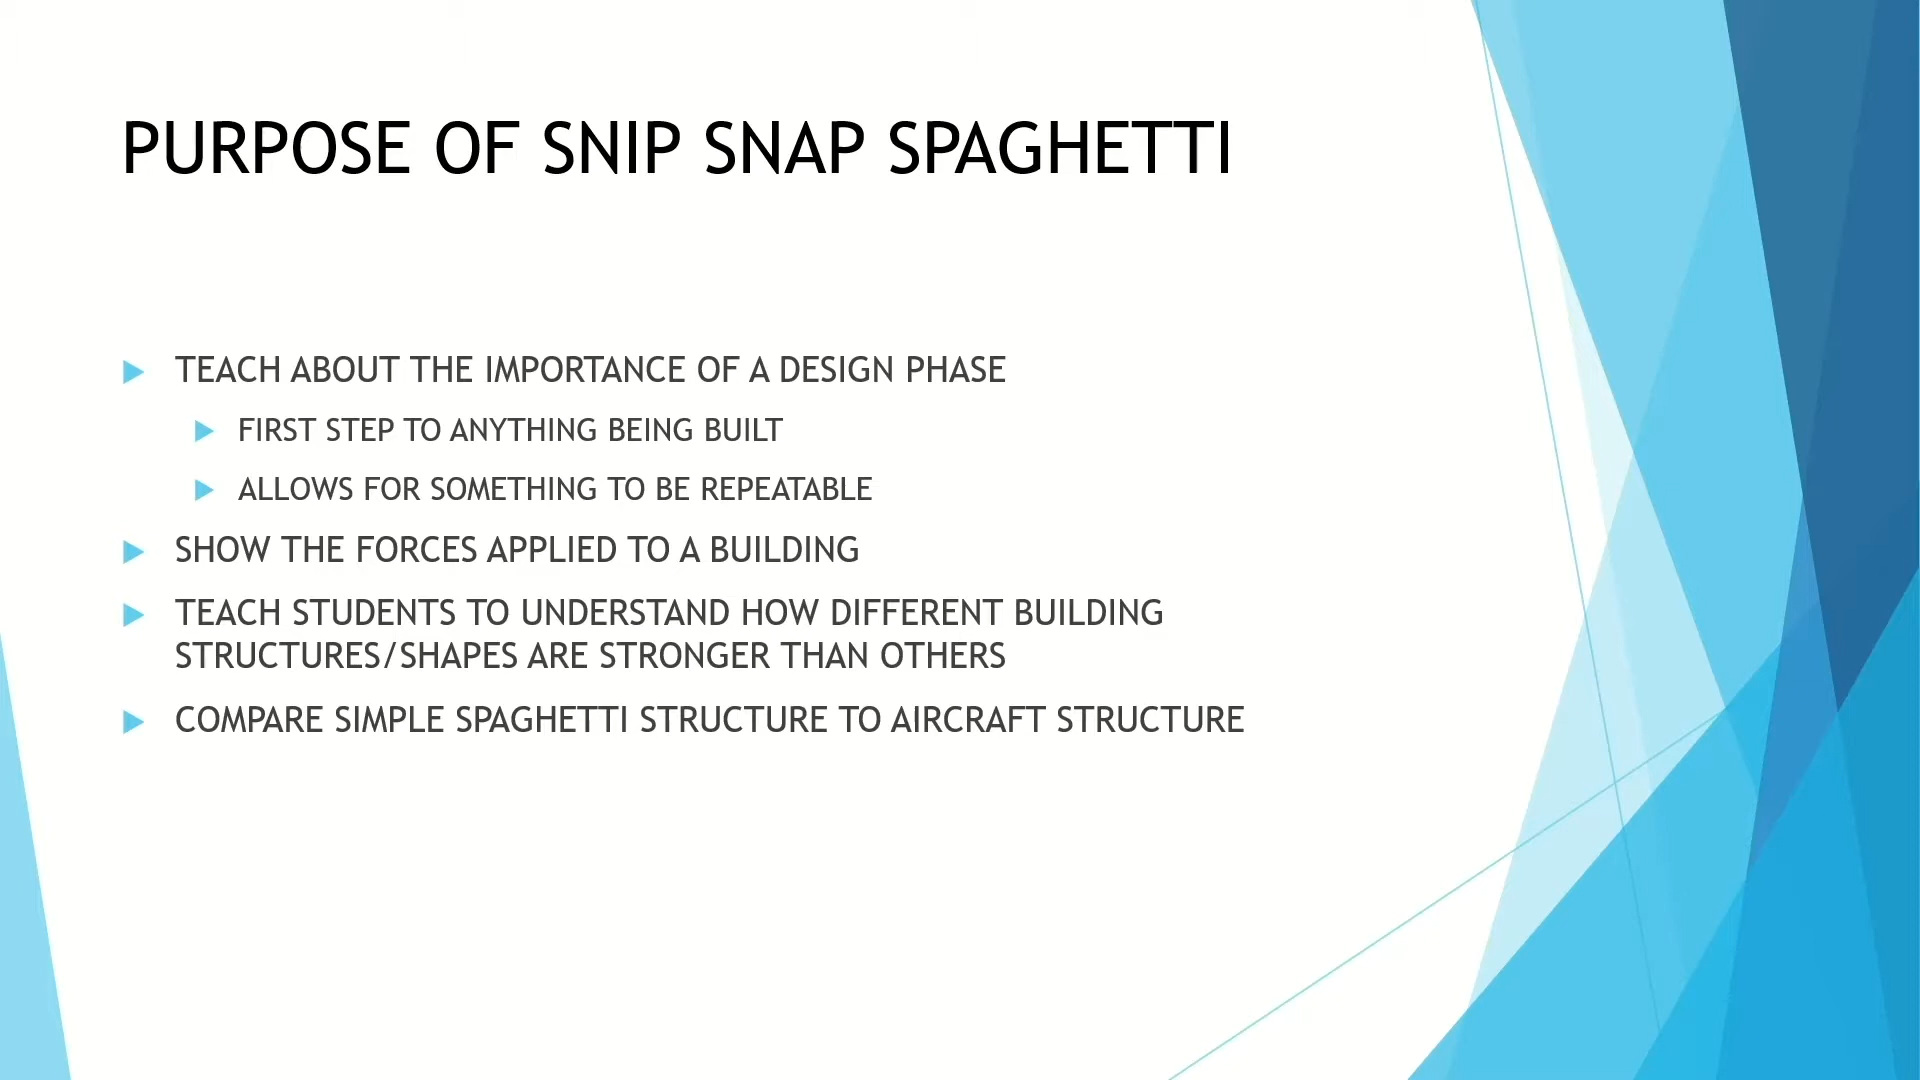 PURPOSE OF SNIP SNAP SPAGHETTI
TEACH ABOUT THE IMPORTANCE OF A DESIGN PHASE
FIRST STEP TO ANYTHING BEING BUILT
ALLOWS FOR SOMETHING TO BE REPEATABLE
SHOW THE FORCES APPLIED TO A BUILDING
TEACH STUDENTS TO UNDERSTAND HOW DIFFERENT BUILDING
STRUCTURES/SHAPES ARE STRONGER THAN OTHERS
COMPARE SIMPLE SPAGHETTI STRUCTURE TO AIRCRAFT STRUCTURE